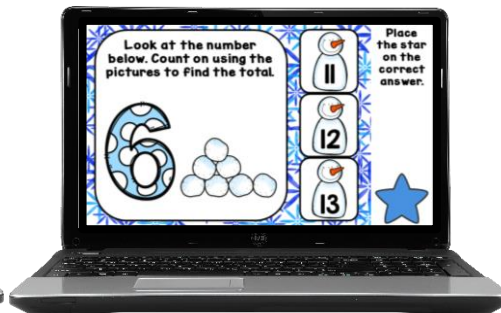 Look at the number
below. Count on using the
pictures to find the total.
6
11
12
13
Place
the star
on the
correct
answer.
hp